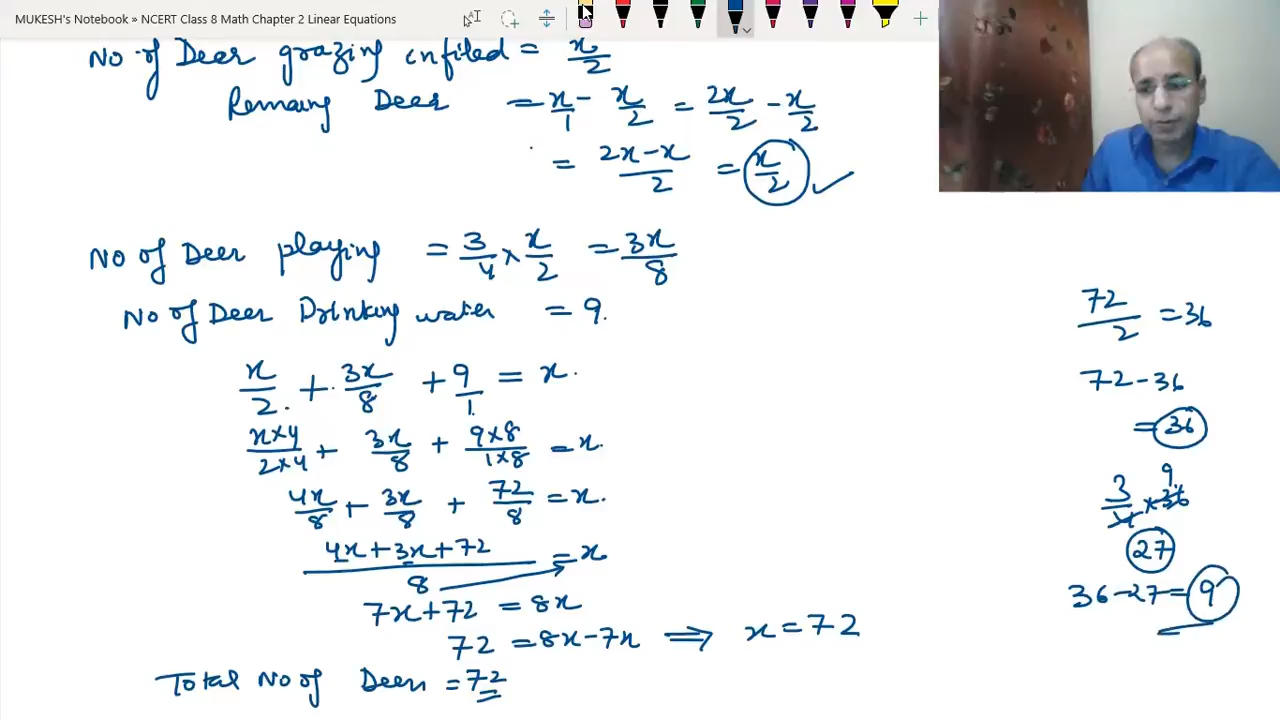 MUKESH's Notebook » NCERT Class 8 Math Chapter 2 Linear Equations
No of Deer grazing in filed = x/2
Remaing Deer = x/1 - x/2 = 2x/2 - x/2
= 2x-x/2 = x/2 ✓
No of Deer playing = 3/4 × x/2 = 3x/8
No of Deer Drinking water = 9
x/2 + 3x/8 + 9/1 = x
x×4/2×4 + 3x/8 + 9×8/1×8 = x
4x/8 + 3x/8 + 72/8 = x
4x+3x+72/8 = x
7x+72 = 8x
72 = 8x-7x ⇒ x = 72
Total No of Deer = 72
72/2 = 36
72-36
= 36
3/4 × 36 9
27
36-27 = 9